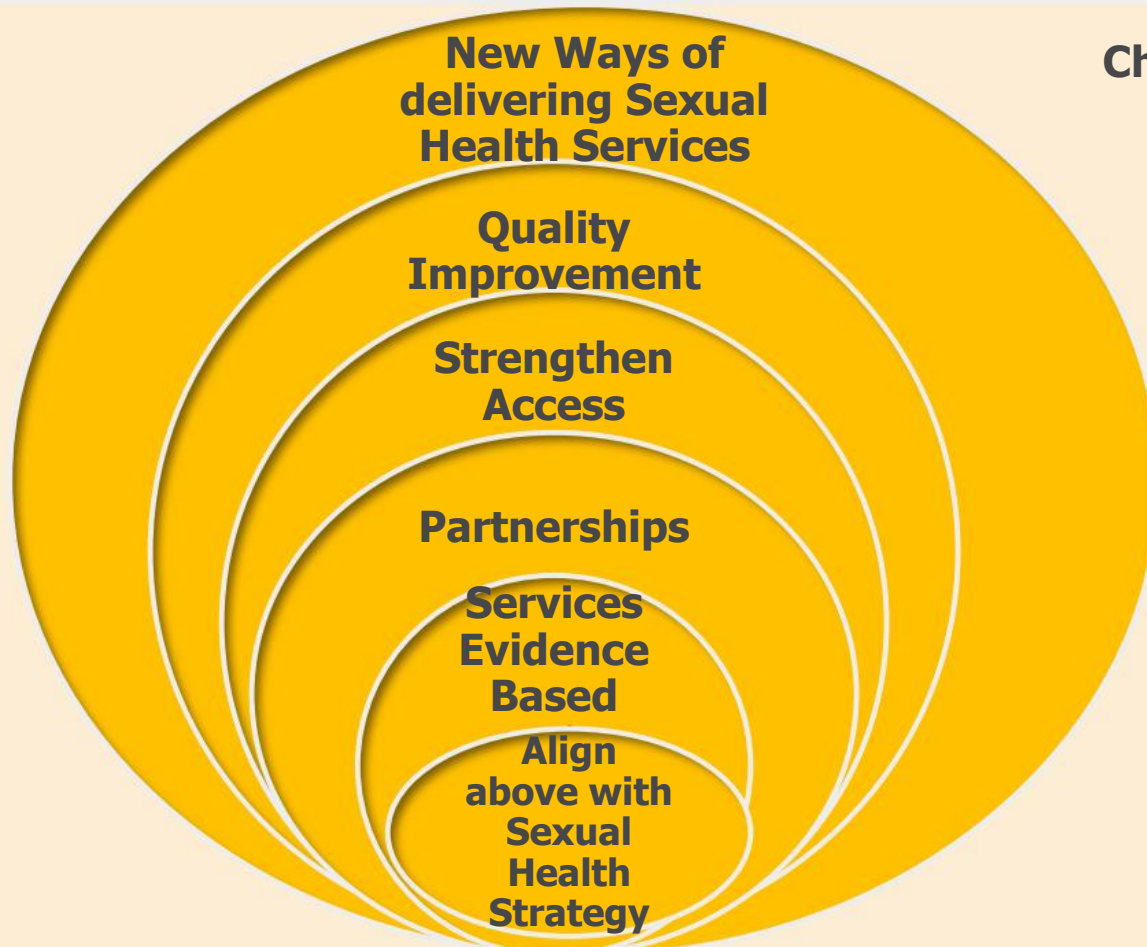 New Ways of
delivering Sexual
Health Services
Quality
Improvement
Strengthen
Access
Partnerships
Services
Evidence
Based
Align
above with
Sexual
Health
Strategy